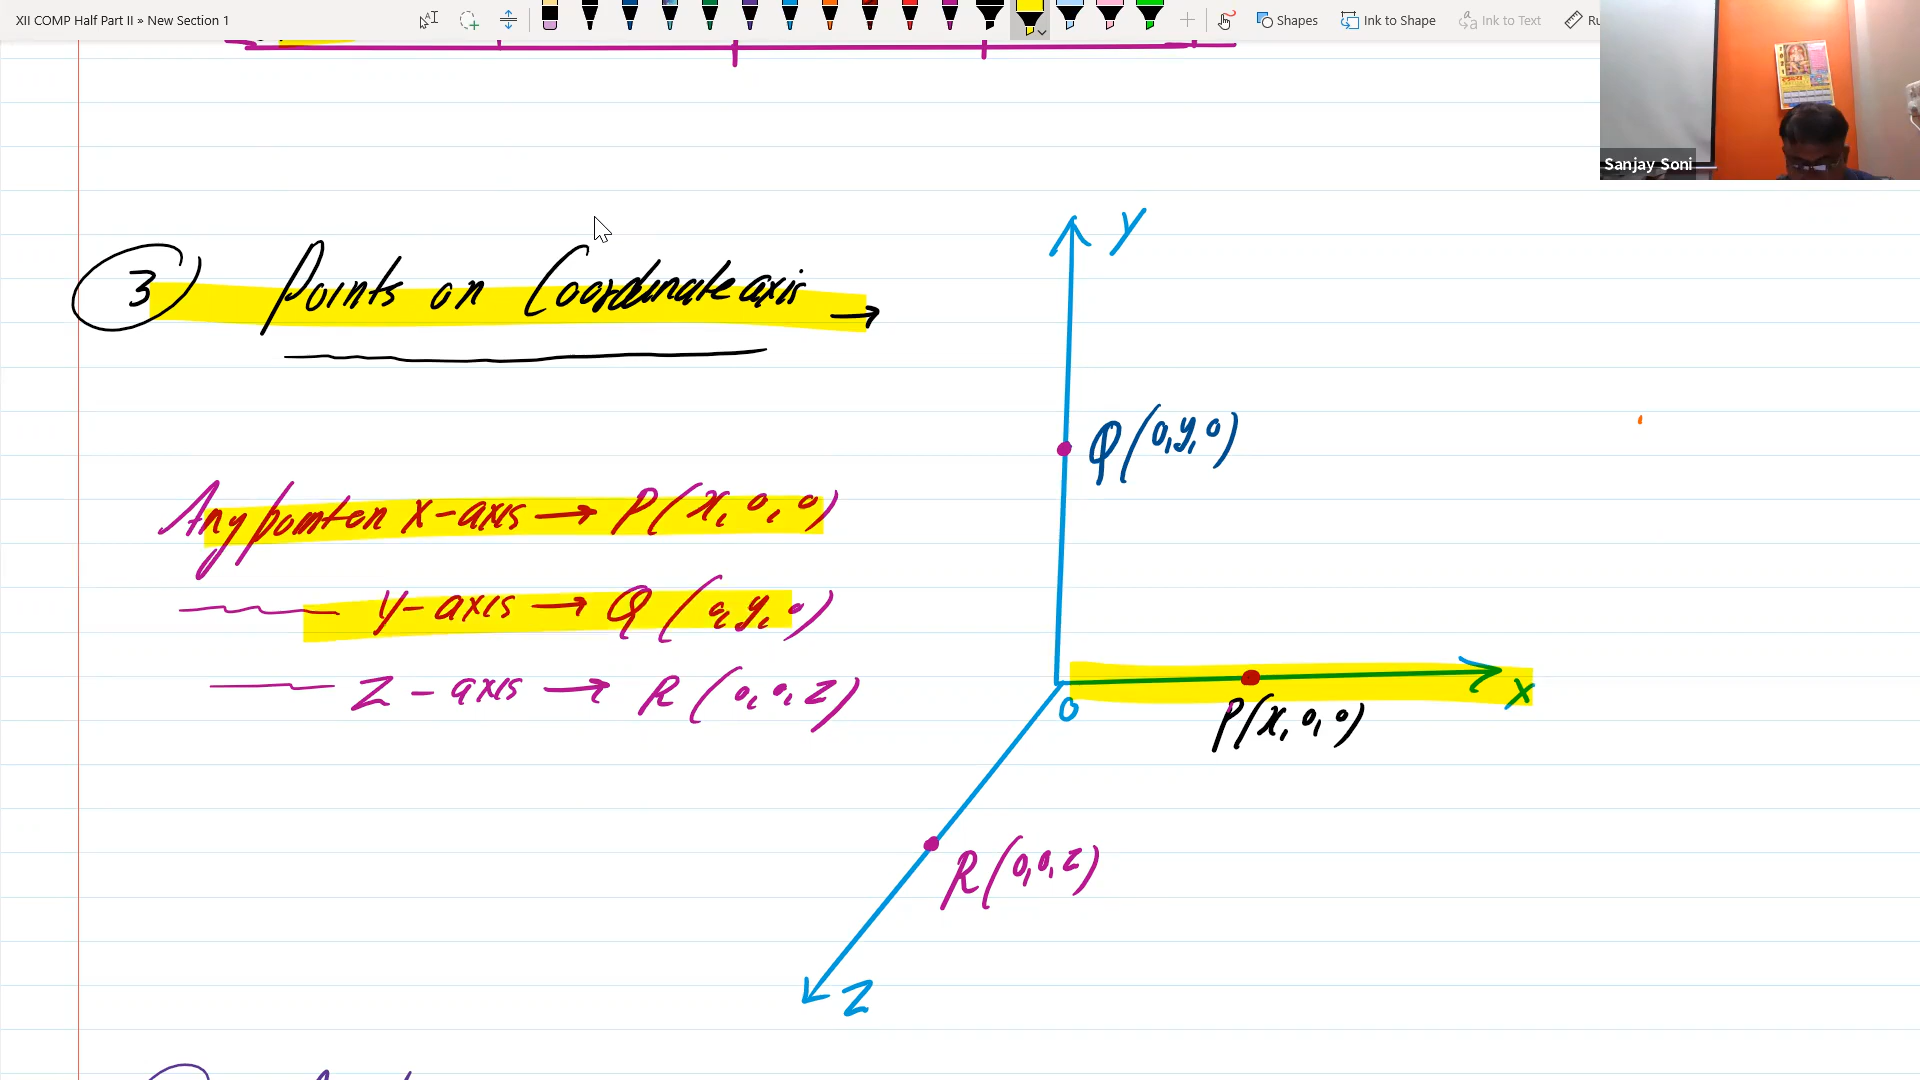 XII COMP Half Part II » New Section 1
Shapes
Ink to Shape
Ink to Text
Ru
Sanjay Soni
3) Points on Coordinate axis →
Any point on X-axis → P(x, 0, 0)
Y-axis → Q(0, y, 0)
Z-axis → R(0, 0, z)
Y
Q(0, y, 0)
O
X
P(x, 0, 0)
R(0, 0, z)
Z